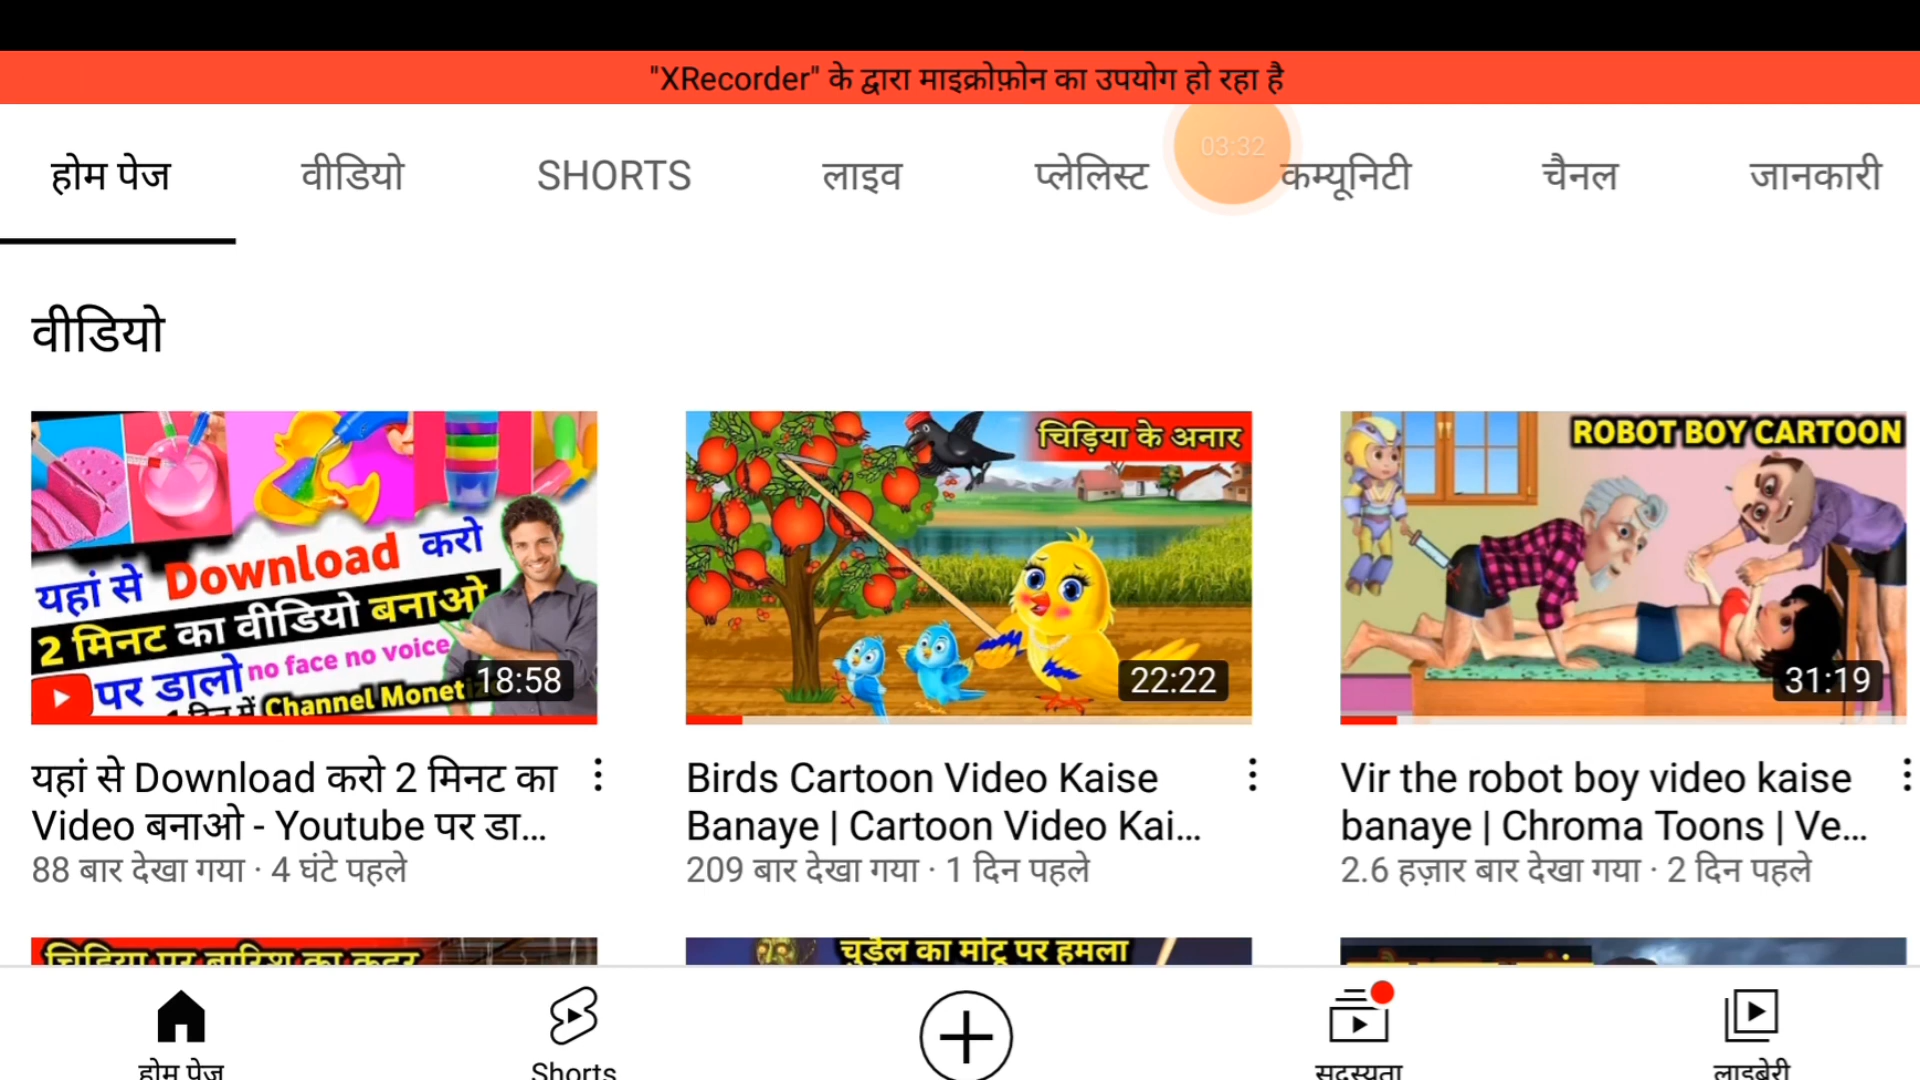 "XRecorder" के द्वारा माइक्रोफ़ोन का उपयोग हो रहा है
03:32
होम पेज वीडियो SHORTS लाइव प्लेलिस्ट कम्यूनिटी चैनल जानकारी
वीडियो
यहां से Download करो
2 मिनट का वीडियो बनाओ
पर डालो no face no voice
1 दिन में Channel Moneti
18:58
चिड़िया के अनार
22:22
ROBOT BOY CARTOON
31:19
यहां से Download करो 2 मिनट का
Video बनाओ - Youtube पर डा...
88 बार देखा गया · 4 घंटे पहले
Birds Cartoon Video Kaise
Banaye | Cartoon Video Kai...
209 बार देखा गया · 1 दिन पहले
Vir the robot boy video kaise
banaye | Chroma Toons | Ve...
2.6 हज़ार बार देखा गया · 2 दिन पहले
चिड़िया पर बारिश का कहर
चुड़ैल का मोटू पर हमला
होम पेज Shorts सदस्यता लाइब्रेरी